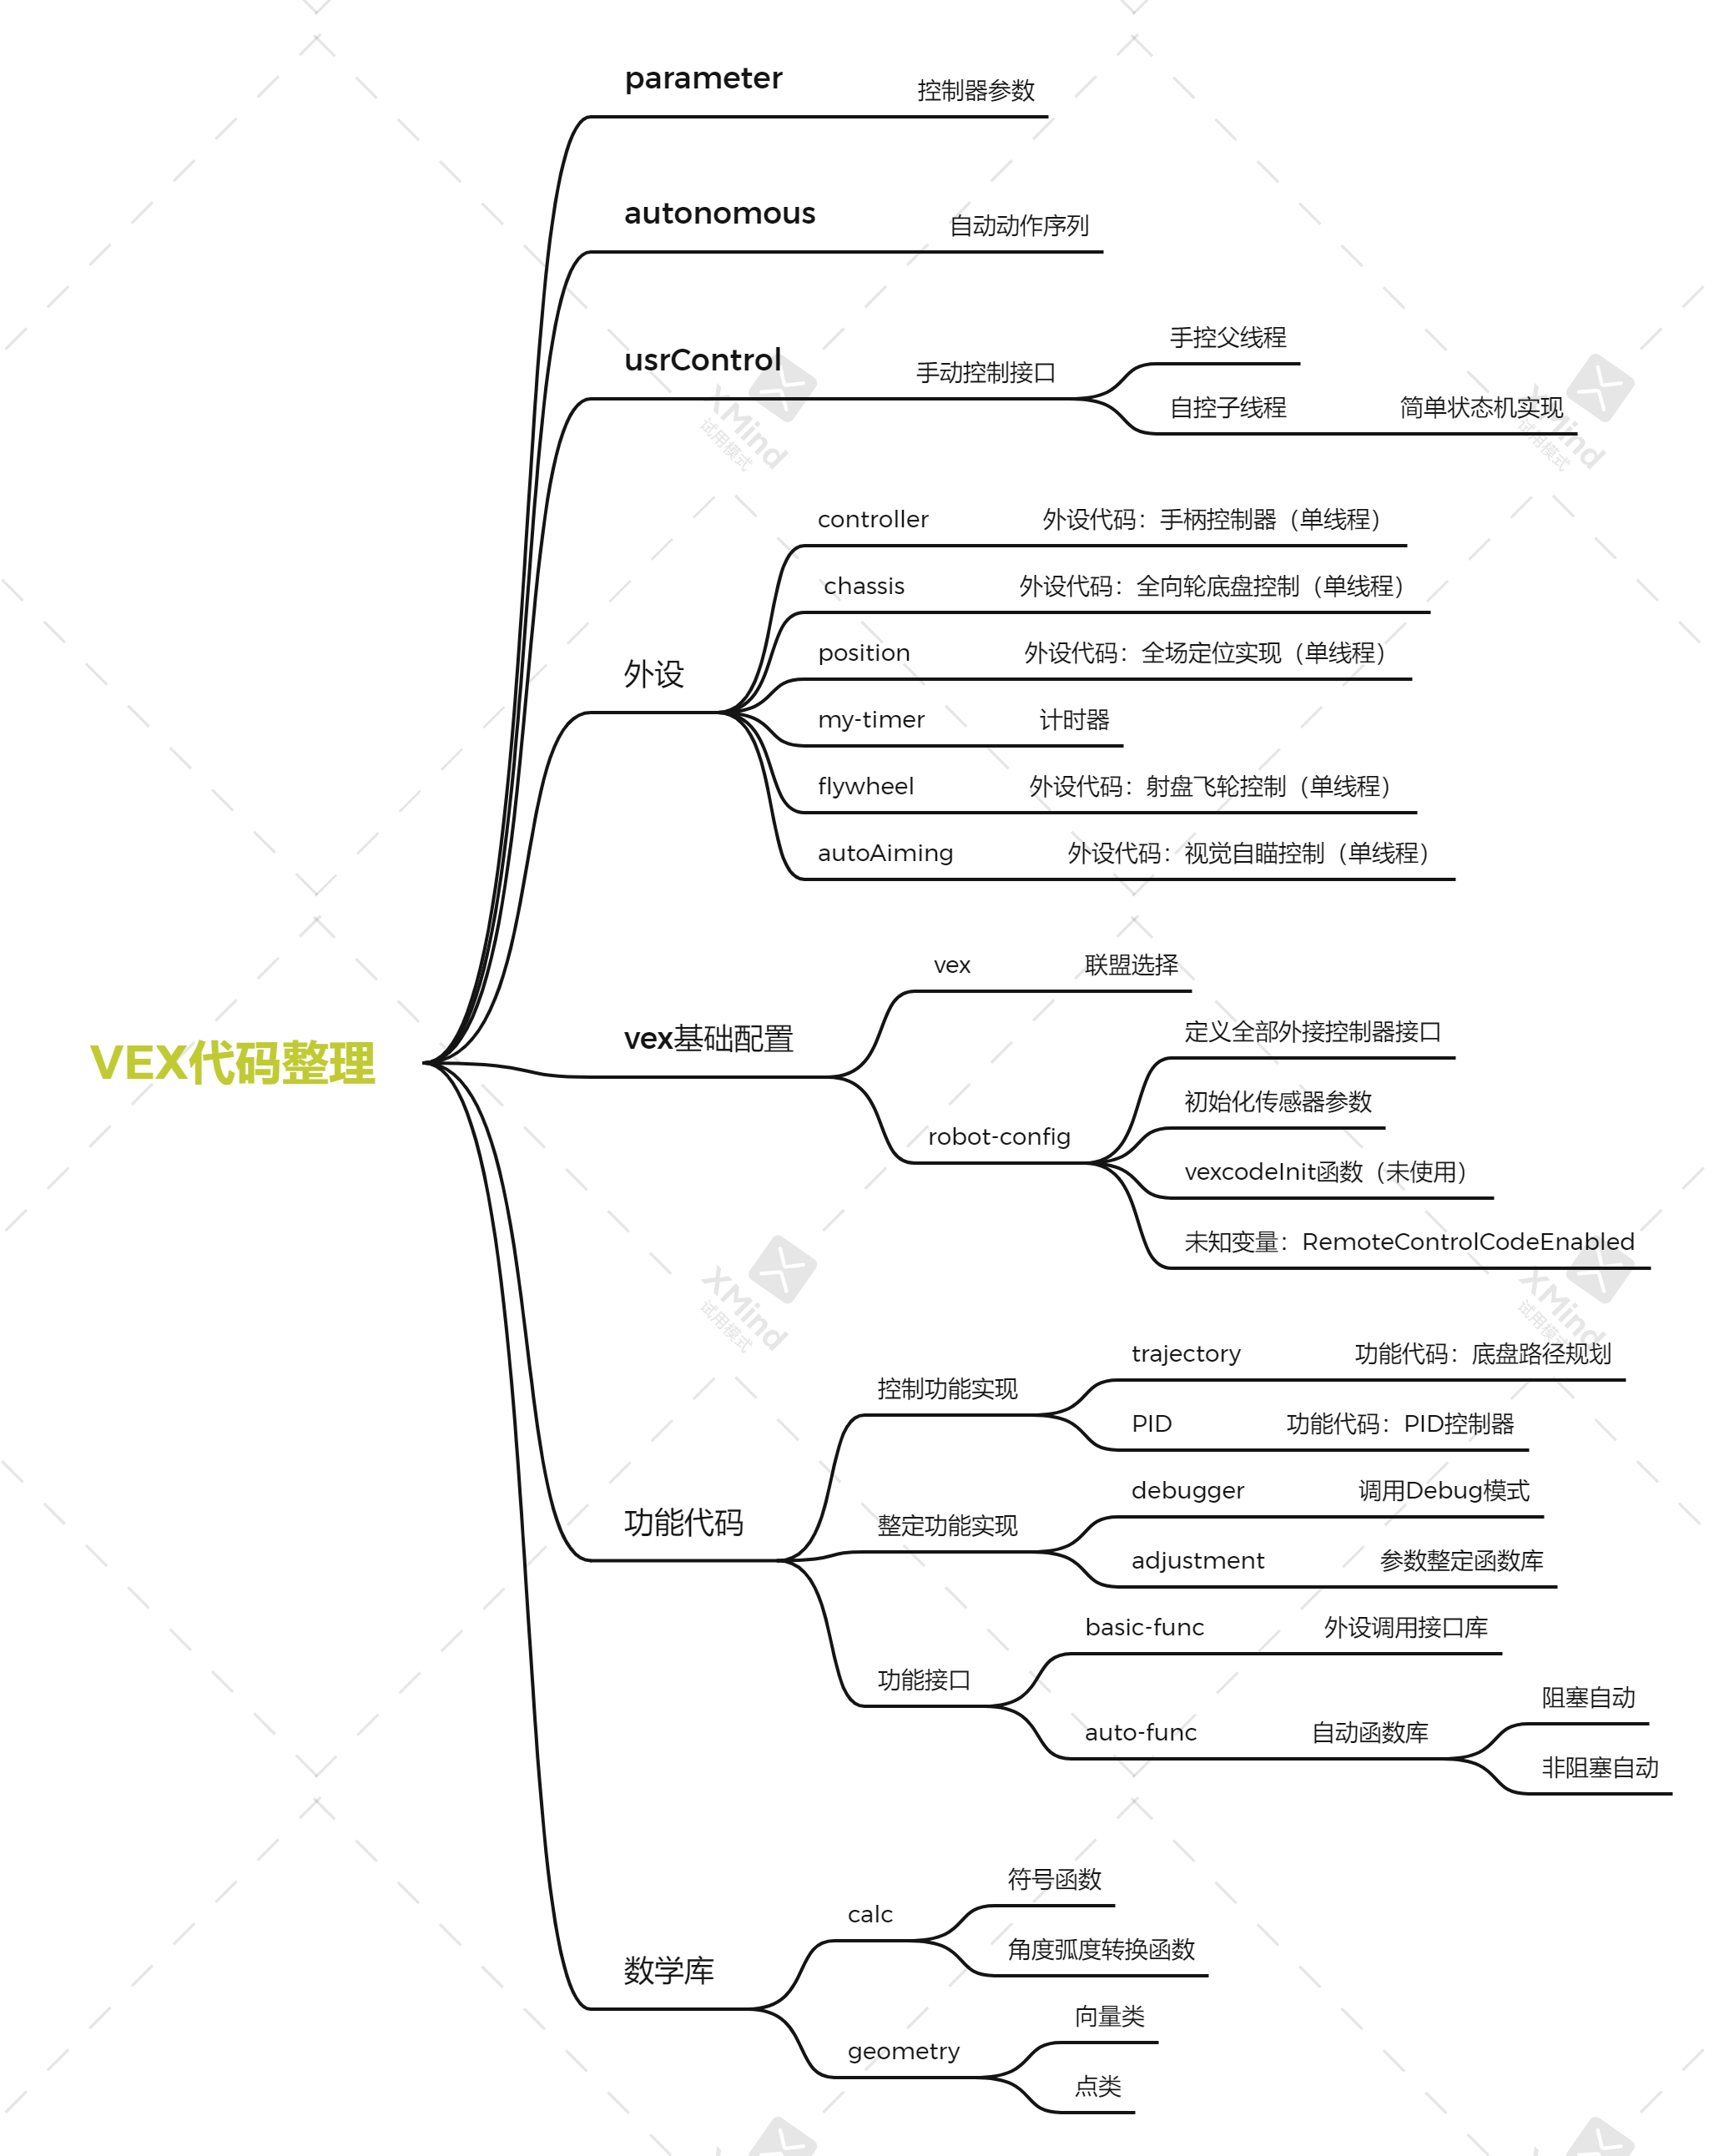 parameter
控制器参数
autonomous
自动动作序列
usrControl
手动控制接口
手控父线程
自控子线程
简单状态机实现
XMind
试用模式
XMind
试用模式
外设
controller
外设代码：手柄控制器（单线程）
chassis
外设代码：全向轮底盘控制（单线程）
position
外设代码：全场定位实现（单线程）
my-timer
计时器
flywheel
外设代码：射盘飞轮控制（单线程）
autoAiming
外设代码：视觉自瞄控制（单线程）
VEX代码整理
vex基础配置
vex
联盟选择
robot-config
定义全部外接控制器接口
初始化传感器参数
vexcodeInit函数（未使用）
未知变量：RemoteControlCodeEnabled
XMind
试用模式
XMind
试用模式
功能代码
控制功能实现
trajectory
功能代码：底盘路径规划
PID
功能代码：PID控制器
整定功能实现
debugger
调用Debug模式
adjustment
参数整定函数库
功能接口
basic-func
外设调用接口库
auto-func
自动函数库
阻塞自动
非阻塞自动
数学库
calc
符号函数
角度弧度转换函数
geometry
向量类
点类